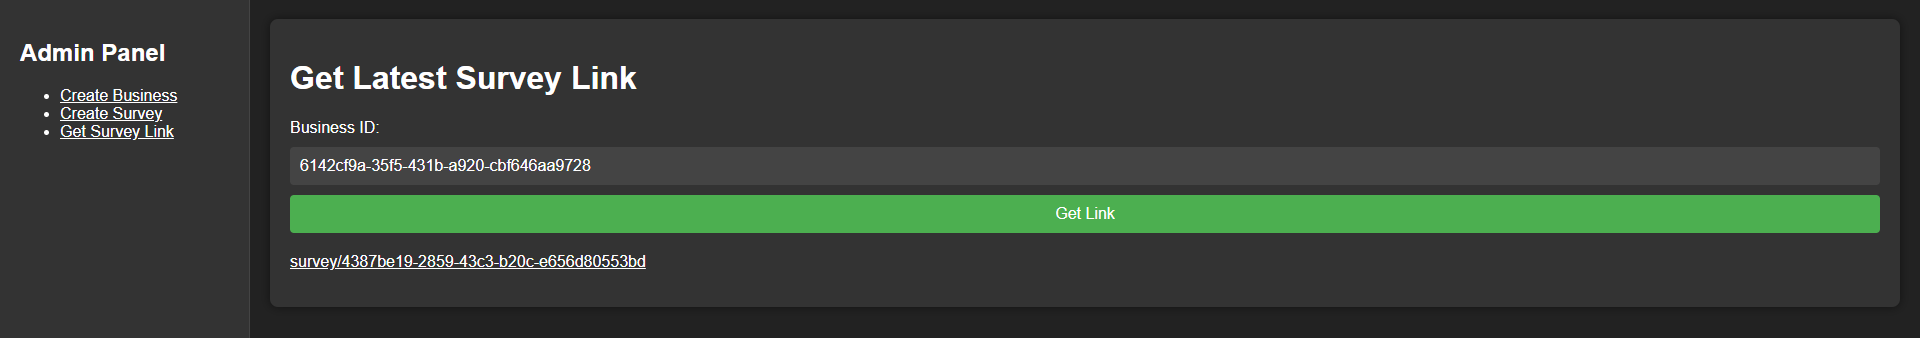 Admin Panel
Create Business
Create Survey
Get Survey Link
Get Latest Survey Link
Business ID:
6142cf9a-35f5-431b-a920-cbf646aa9728
Get Link
survey/4387be19-2859-43c3-b20c-e656d80553bd